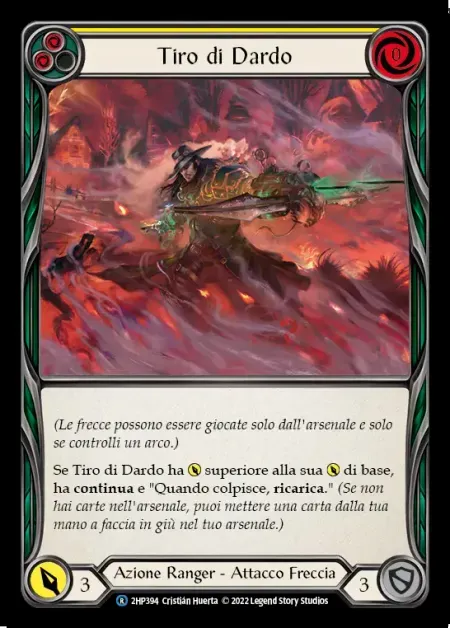 Tiro di Dardo
0
(Le frecce possono essere giocate solo dall'arsenale e solo
se controlli un arco.)
Se Tiro di Dardo ha superiore alla sua di base,
ha continua e "Quando colpisce, ricarica." (Se non
hai carte nell'arsenale, puoi mettere una carta dalla tua
mano a faccia in giù nel tuo arsenale.)
3
Azione Ranger - Attacco Freccia
3
R 2HP394 Cristián Huerta © 2022 Legend Story Studios